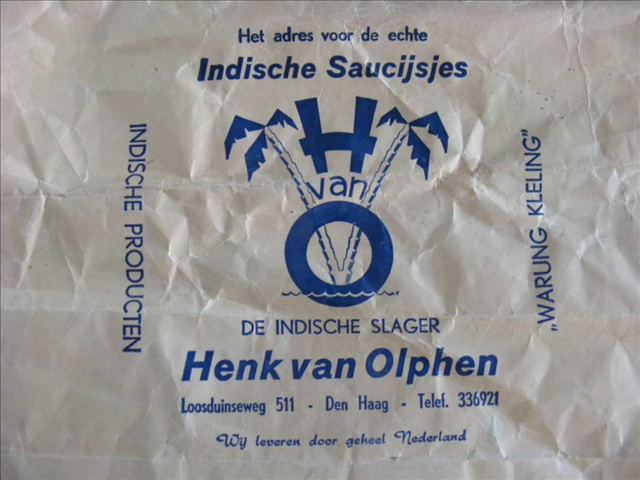 Het adres voor de echte
Indische Saucijsjes
H
van
O
INDISCHE PRODUCTEN
„WARUNG KLELING"
DE INDISCHE SLAGER
Henk van Olphen
Loosduinseweg 511 - Den Haag - Telef. 336921
Wij leveren door geheel Nederland